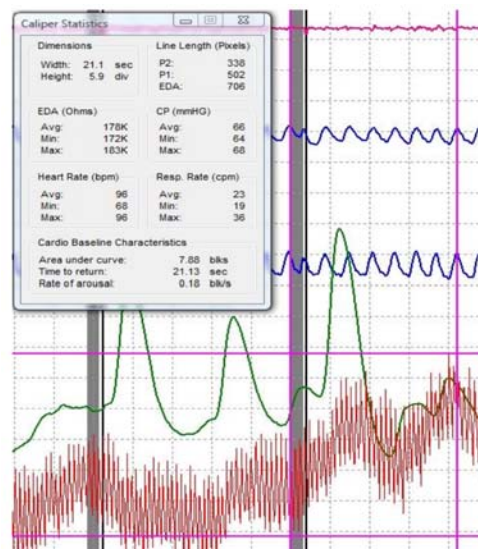 Caliper Statistics
Dimensions
Width: 21.1 sec
Height: 5.9 div
Line Length (Pixels)
P2: 338
P1: 502
EDA: 706
EDA (Ohms)
Avg: 178K
Min: 172K
Max: 183K
CP (mmHG)
Avg: 66
Min: 64
Max: 68
Heart Rate (bpm)
Avg: 96
Min: 68
Max: 96
Resp. Rate (cpm)
Avg: 23
Min: 19
Max: 36
Cardio Baseline Characteristics
Area under curve: 7.88 blks
Time to return: 21.13 sec
Rate of arousal: 0.18 blk/s